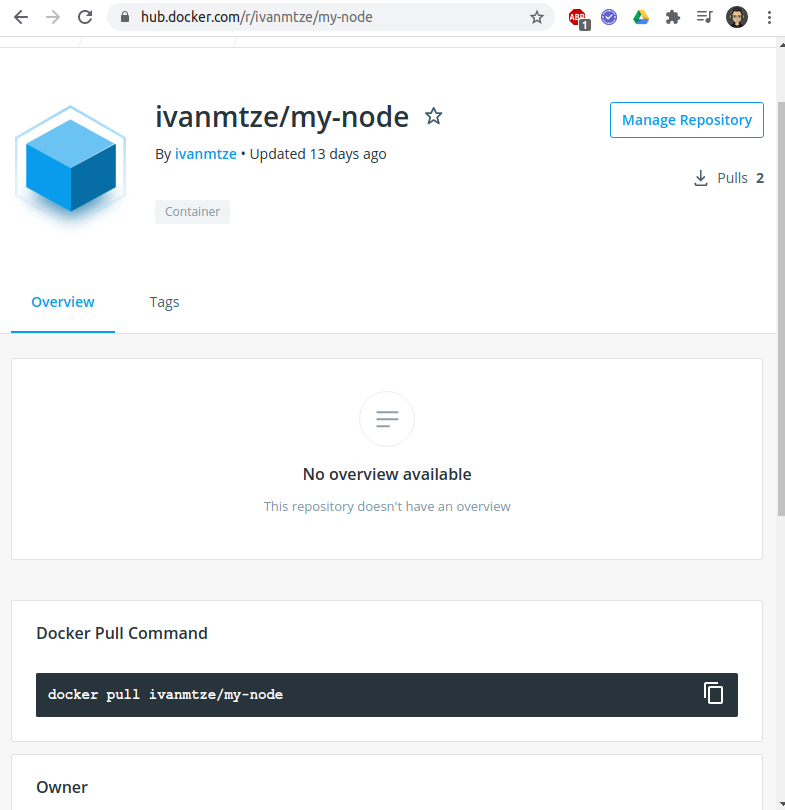 hub.docker.com/r/ivanmtze/my-node
ABP
1
ivanmtze/my-node
Manage Repository
By ivanmtze • Updated 13 days ago
Pulls 2
Container
Overview Tags
No overview available
This repository doesn't have an overview
Docker Pull Command
docker pull ivanmtze/my-node
Owner